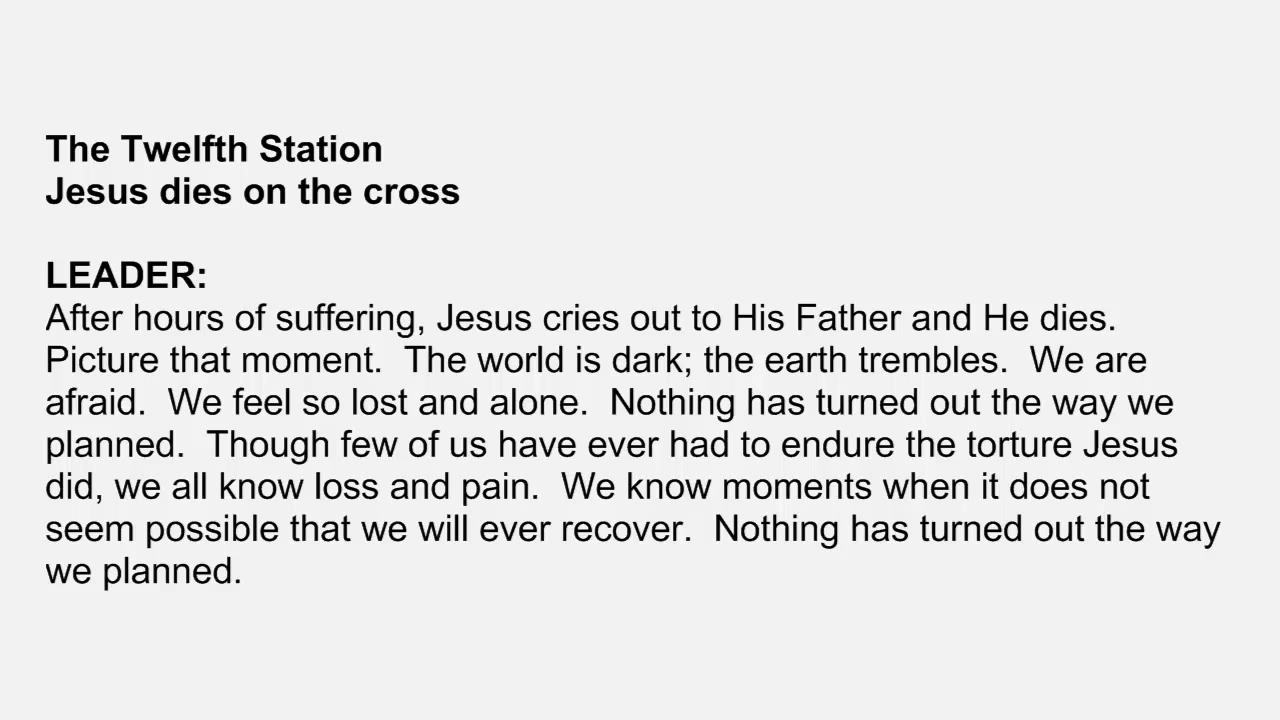 The Twelfth Station
Jesus dies on the cross
LEADER:
After hours of suffering, Jesus cries out to His Father and He dies.
Picture that moment.  The world is dark; the earth trembles.  We are
afraid.  We feel so lost and alone.  Nothing has turned out the way we
planned.  Though few of us have ever had to endure the torture Jesus
did, we all know loss and pain.  We know moments when it does not
seem possible that we will ever recover.  Nothing has turned out the way
we planned.